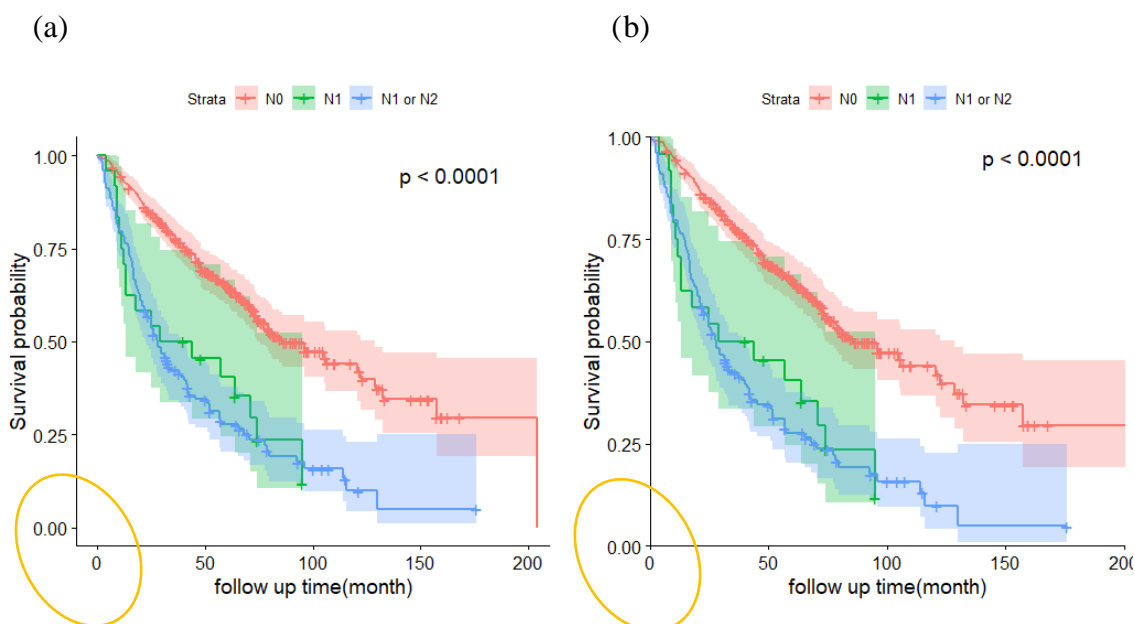 (a)
Strata N0 N1 N1 or N2
p < 0.0001
Survival probability
1.00
0.75
0.50
0.25
0.00
0 50 100 150 200
follow up time(month)
(b)
Strata N0 N1 N1 or N2
p < 0.0001
Survival probability
1.00
0.75
0.50
0.25
0.00
0 50 100 150 200
follow up time(month)